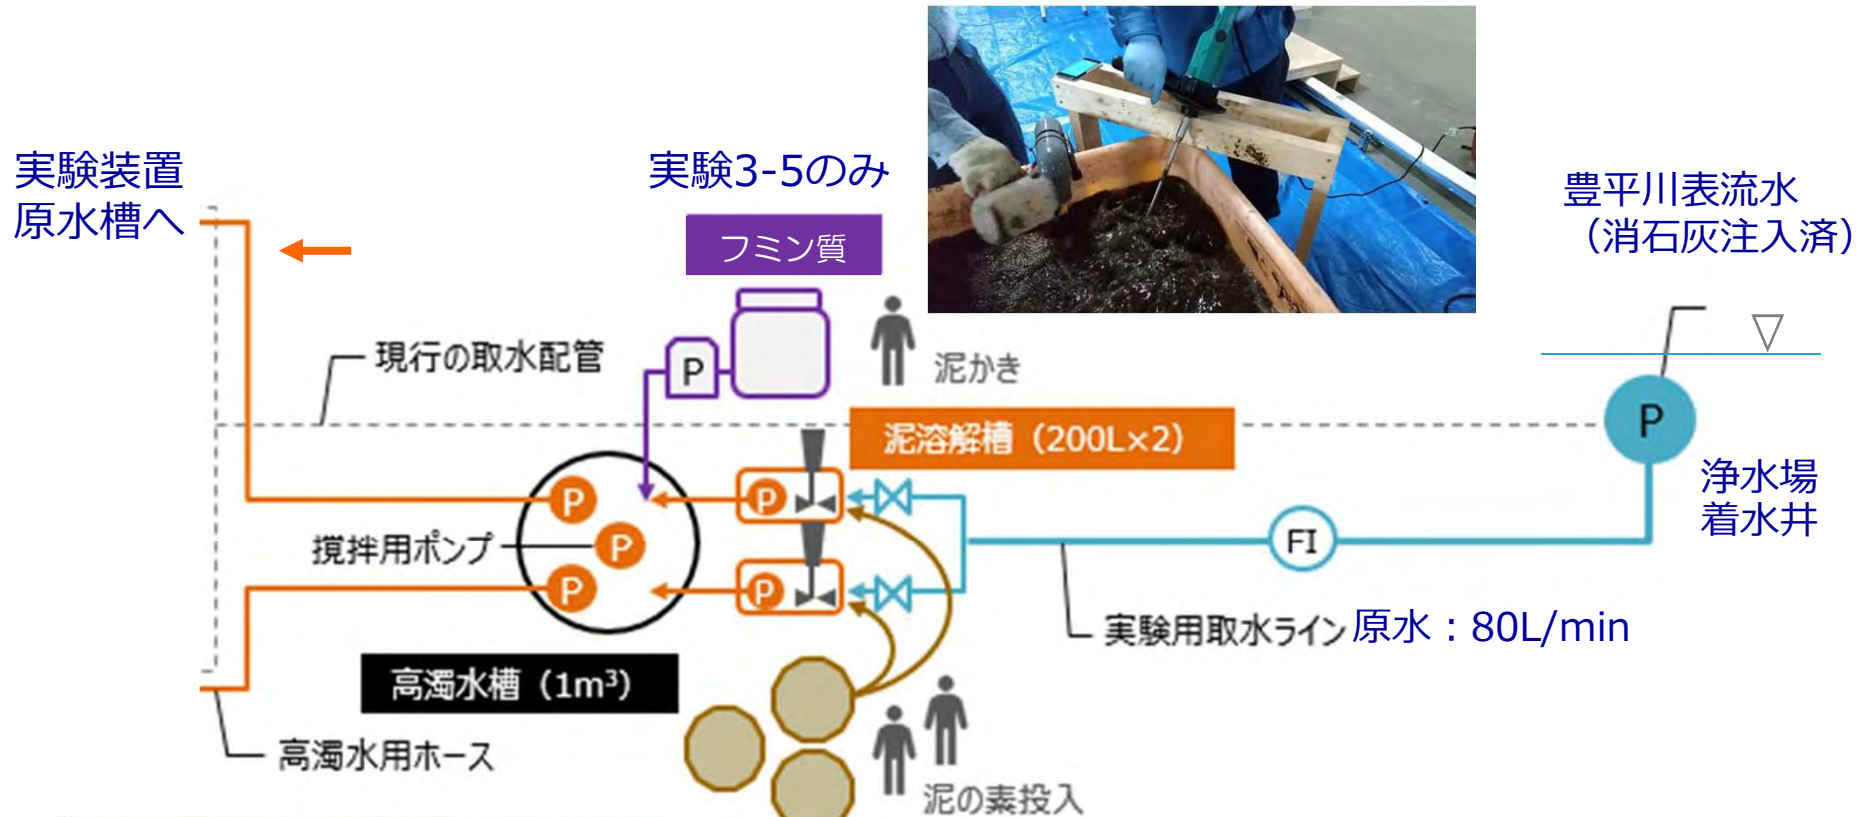 実験装置
原水槽へ
実験3-5のみ
フミン質
豊平川表流水
（消石灰注入済）
現行の取水配管
P
泥かき
P
泥溶解槽（200L×2）
浄水場
着水井
P
P
撹拌用ポンプ
P
FI
P
P
実験用取水ライン
原水：80L/min
高濁水槽（1m³）
高濁水用ホース
泥の素投入